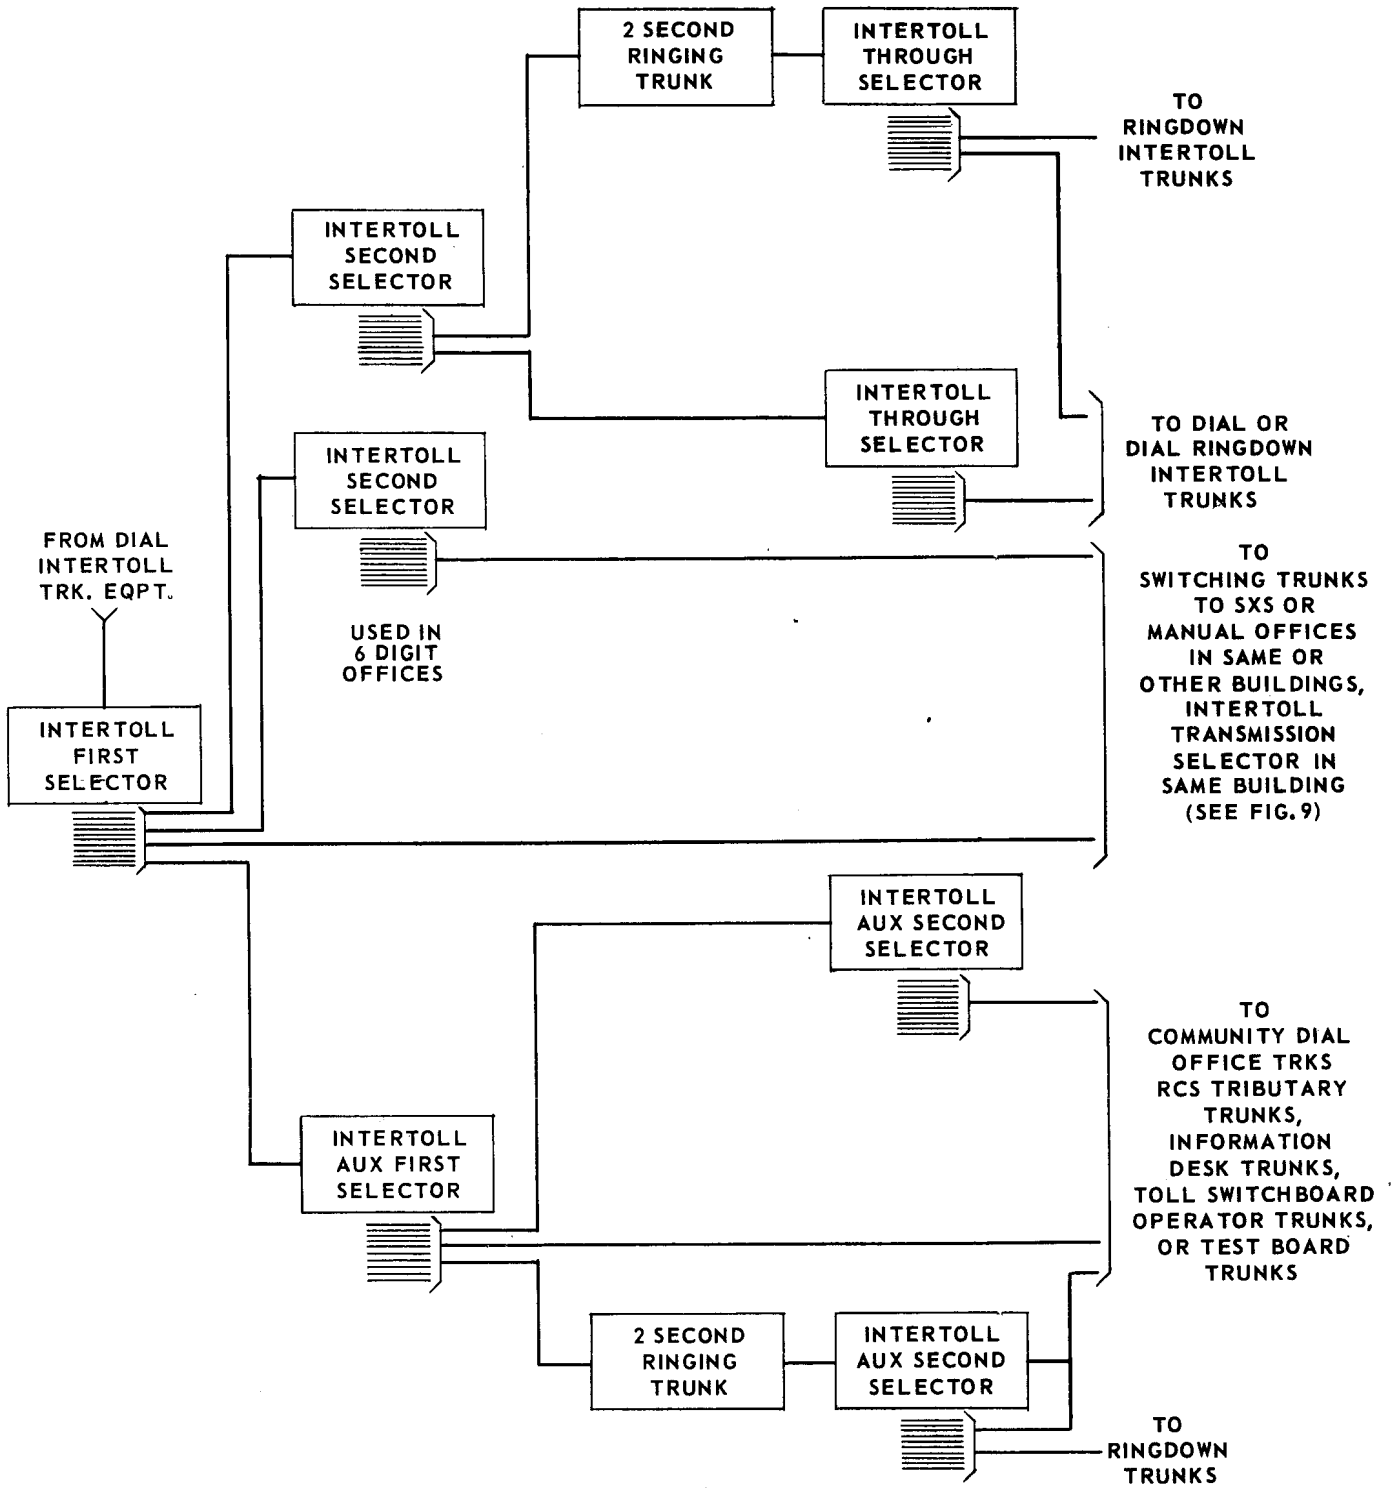 2 SECOND
RINGING
TRUNK
INTERTOLL
THROUGH
SELECTOR
TO
RINGDOWN
INTERTOLL
TRUNKS
INTERTOLL
SECOND
SELECTOR
INTERTOLL
THROUGH
SELECTOR
TO DIAL OR
DIAL RINGDOWN
INTERTOLL
TRUNKS
INTERTOLL
SECOND
SELECTOR
USED IN
6 DIGIT
OFFICES
FROM DIAL
INTERTOLL
TRK. EQPT.
TO
SWITCHING TRUNKS
TO SXS OR
MANUAL OFFICES
IN SAME OR
OTHER BUILDINGS,
INTERTOLL
TRANSMISSION
SELECTOR IN
SAME BUILDING
(SEE FIG. 9)
INTERTOLL
FIRST
SELECTOR
INTERTOLL
AUX SECOND
SELECTOR
TO
COMMUNITY DIAL
OFFICE TRKS
RCS TRIBUTARY
TRUNKS,
INFORMATION
DESK TRUNKS,
TOLL SWITCHBOARD
OPERATOR TRUNKS,
OR TEST BOARD
TRUNKS
INTERTOLL
AUX FIRST
SELECTOR
2 SECOND
RINGING
TRUNK
INTERTOLL
AUX SECOND
SELECTOR
TO
RINGDOWN
TRUNKS